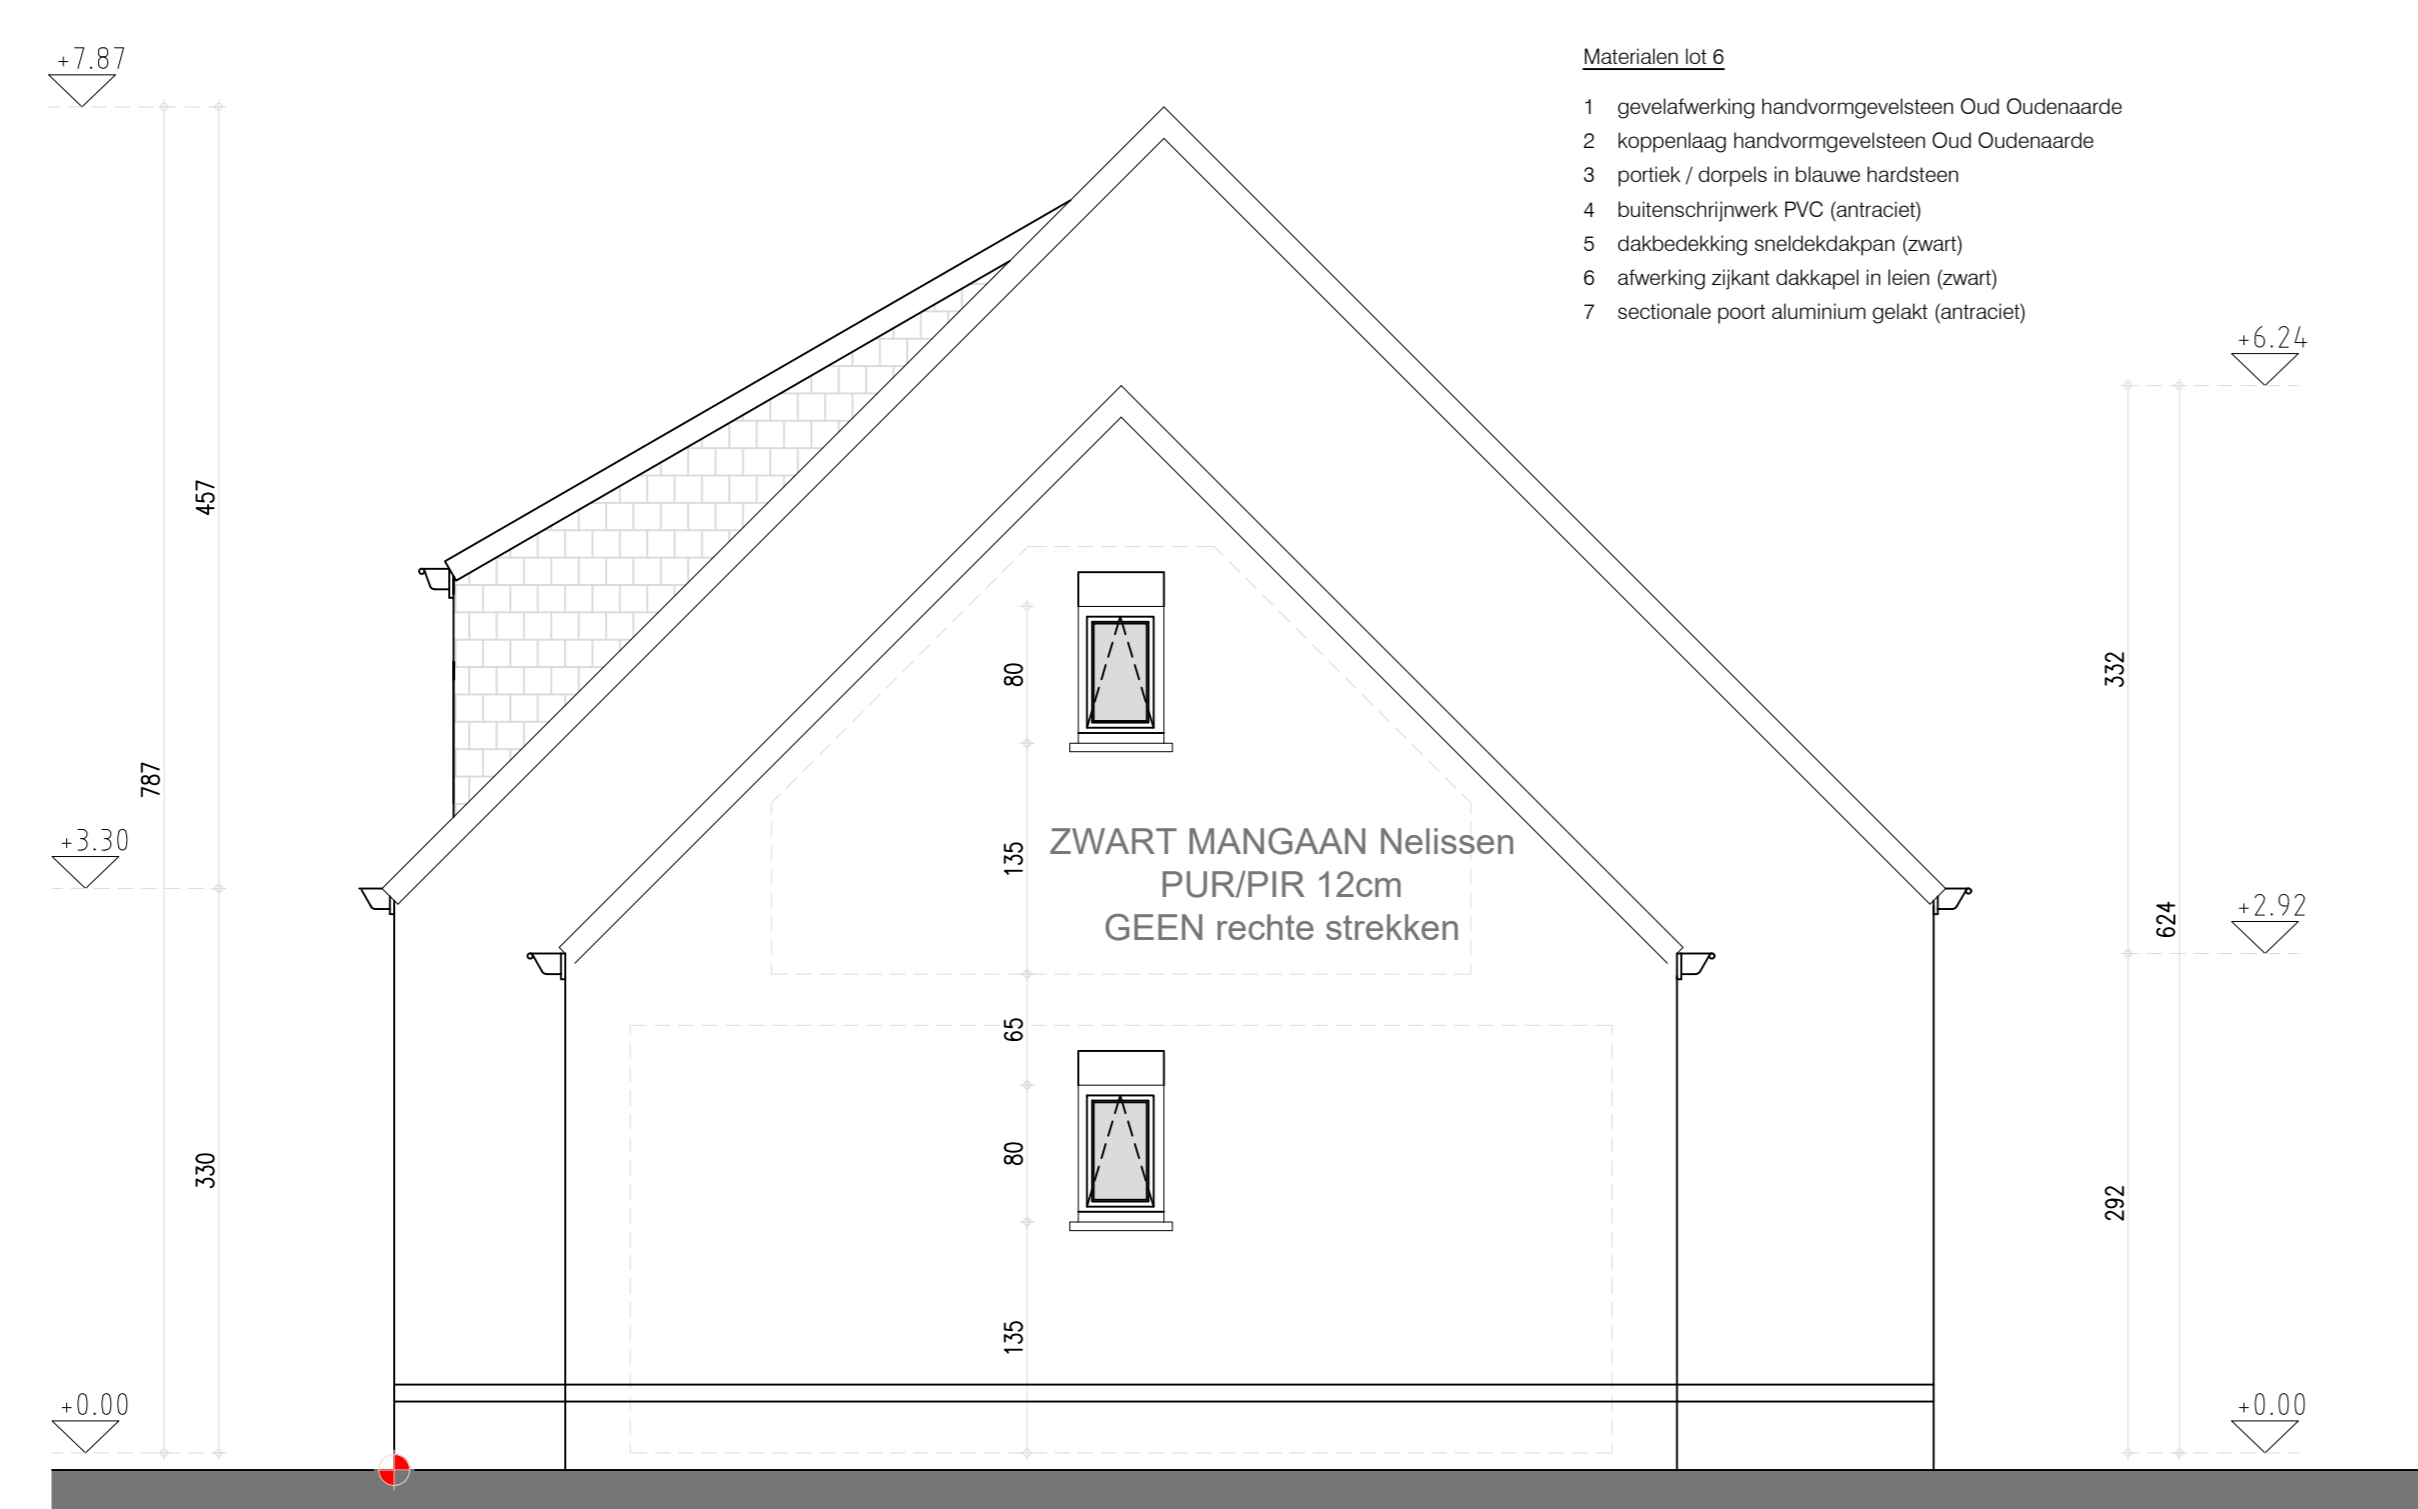 +7.87
Materialen lot 6
1 gevelafwerking handvormgevelsteen Oud Oudenaarde
2 koppenlaag handvormgevelsteen Oud Oudenaarde
3 portiek / dorpels in blauwe hardsteen
4 buitenschrijnwerk PVC (antraciet)
5 dakbedekking sneldekdakpan (zwart)
6 afwerking zijkant dakkapel in leien (zwart)
7 sectionale poort aluminium gelakt (antraciet)
+6.24
457
332
80
787
+3.30
135
ZWART MANGAAN Nelissen
PUR/PIR 12cm
GEEN rechte strekken
624
+2.92
65
80
330
292
135
+0.00
+0.00